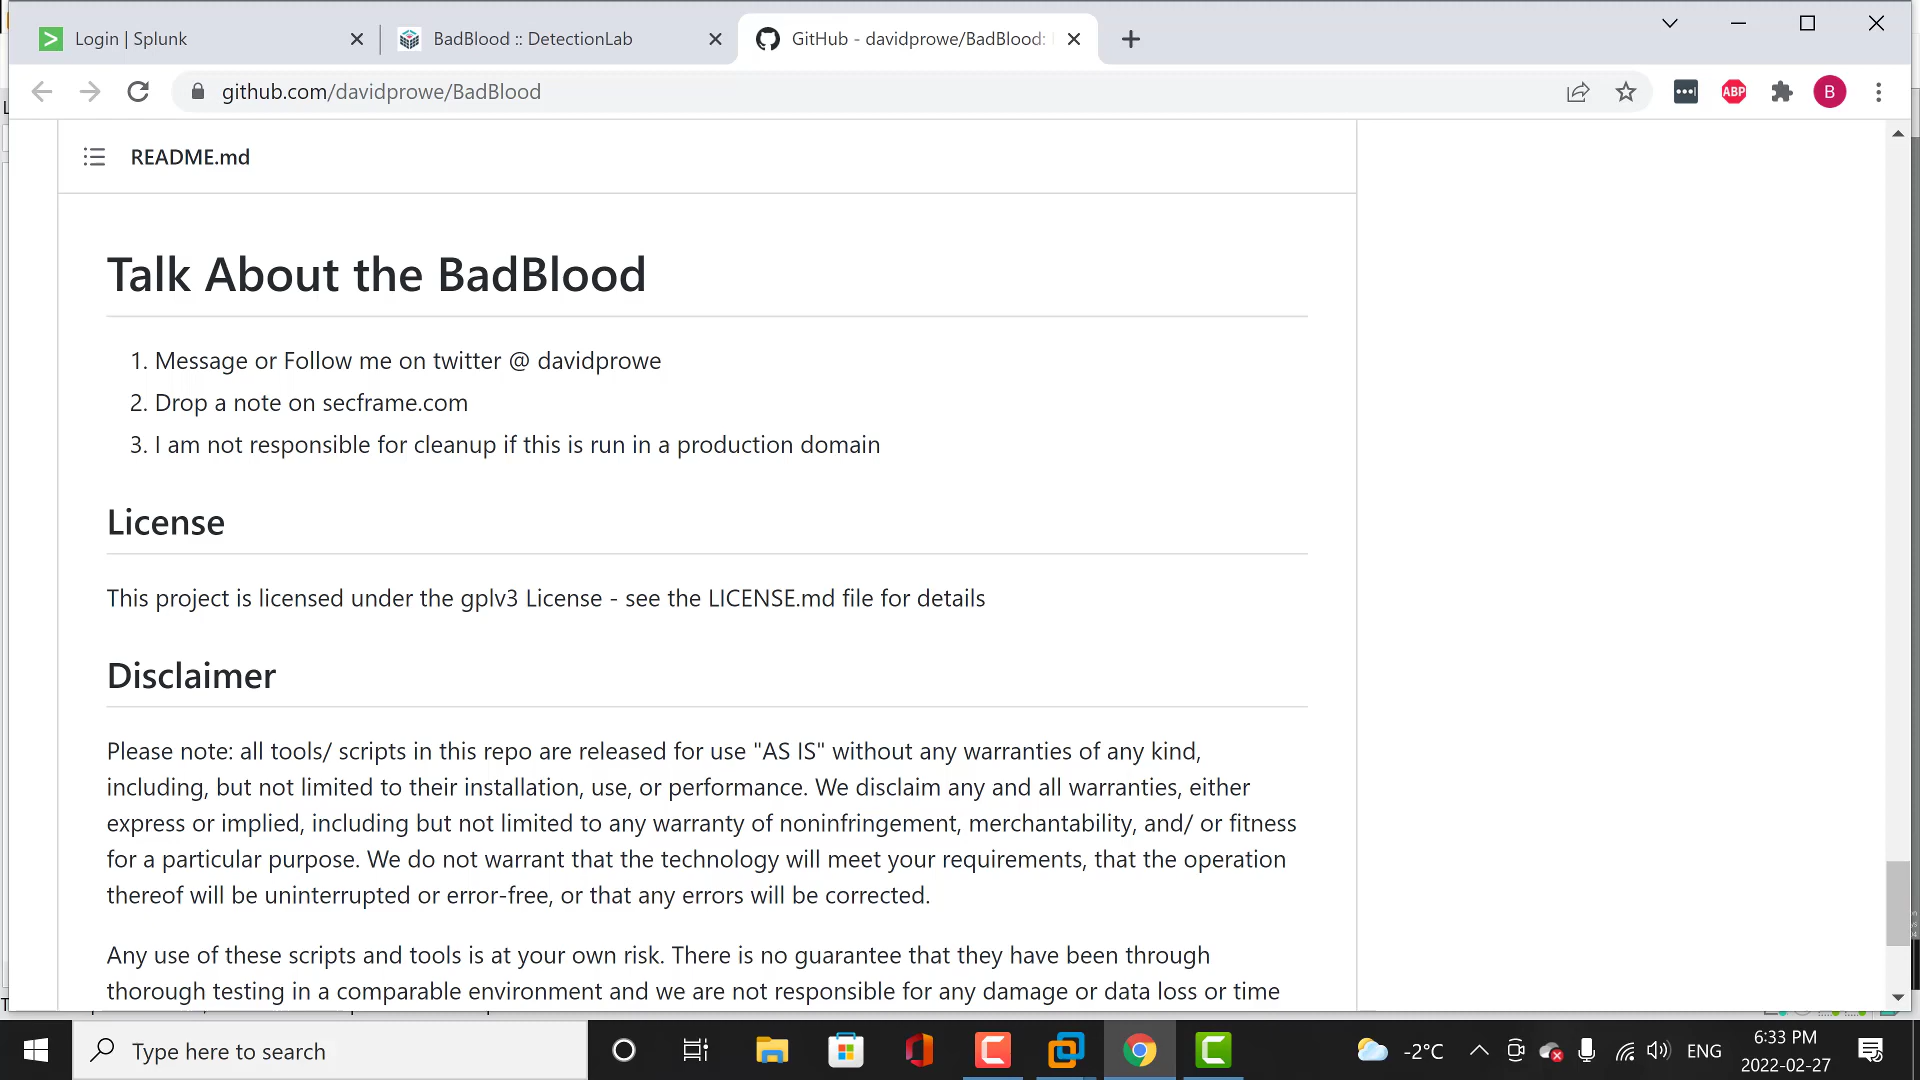 Login | Splunk
BadBlood :: DetectionLab
GitHub - davidprowe/BadBlood:
github.com/davidprowe/BadBlood
ABP
B
README.md
Talk About the BadBlood
1. Message or Follow me on twitter @ davidprowe
2. Drop a note on secframe.com
3. I am not responsible for cleanup if this is run in a production domain
License
This project is licensed under the gplv3 License - see the LICENSE.md file for details
Disclaimer
Please note: all tools/ scripts in this repo are released for use "AS IS" without any warranties of any kind,
including, but not limited to their installation, use, or performance. We disclaim any and all warranties, either
express or implied, including but not limited to any warranty of noninfringement, merchantability, and/ or fitness
for a particular purpose. We do not warrant that the technology will meet your requirements, that the operation
thereof will be uninterrupted or error-free, or that any errors will be corrected.
Any use of these scripts and tools is at your own risk. There is no guarantee that they have been through
thorough testing in a comparable environment and we are not responsible for any damage or data loss or time
Type here to search
-2°C
ENG
6:33 PM
2022-02-27